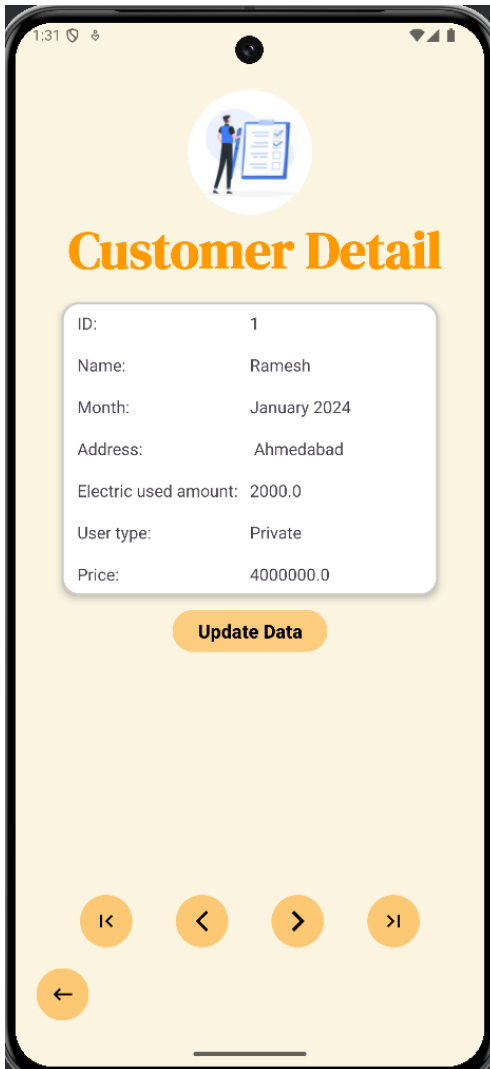 1:31
Customer Detail
ID: 1
Name: Ramesh
Month: January 2024
Address: Ahmedabad
Electric used amount: 2000.0
User type: Private
Price: 4000000.0
Update Data